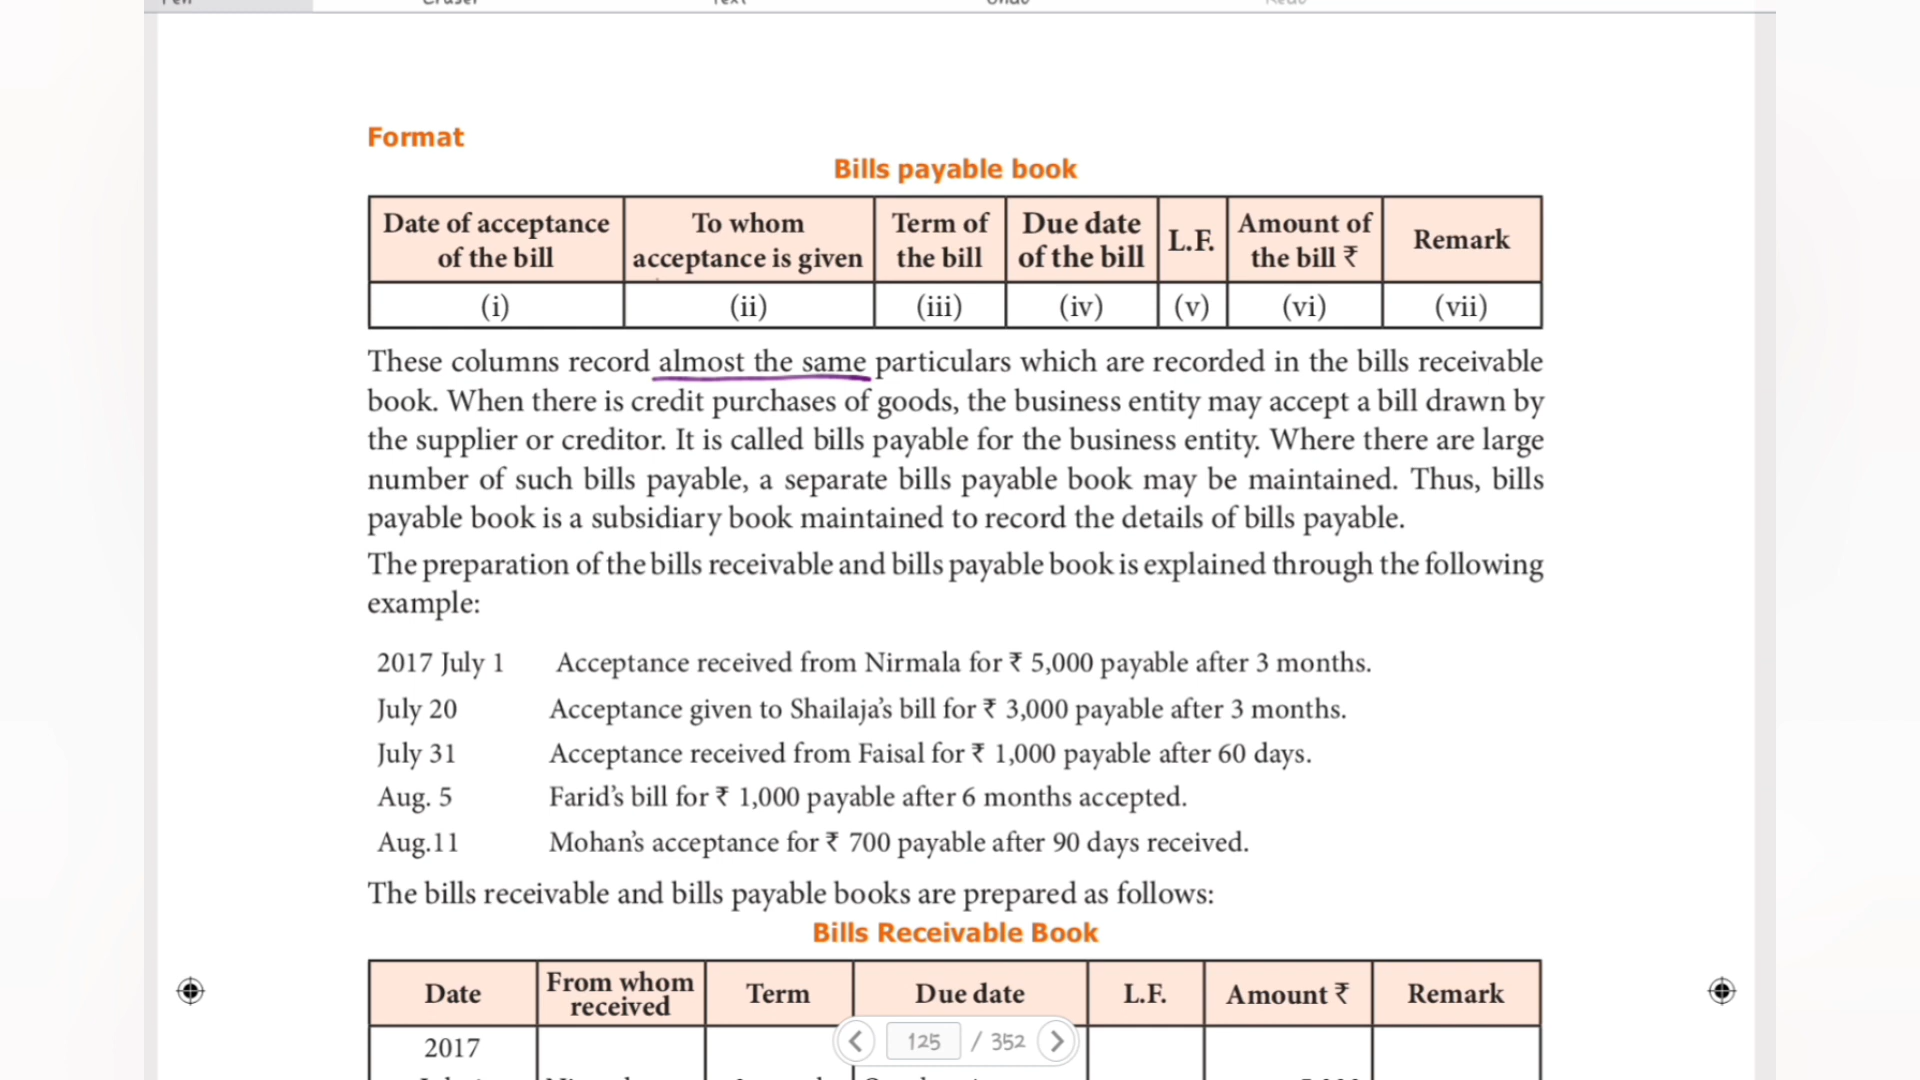 Format
Bills payable book
Date of acceptance of the bill | To whom acceptance is given | Term of the bill | Due date of the bill | L.F. | Amount of the bill ₹ | Remark
(i) | (ii) | (iii) | (iv) | (v) | (vi) | (vii)
These columns record almost the same particulars which are recorded in the bills receivable
book. When there is credit purchases of goods, the business entity may accept a bill drawn by
the supplier or creditor. It is called bills payable for the business entity. Where there are large
number of such bills payable, a separate bills payable book may be maintained. Thus, bills
payable book is a subsidiary book maintained to record the details of bills payable.
The preparation of the bills receivable and bills payable book is explained through the following
example:
2017 July 1 Acceptance received from Nirmala for ₹ 5,000 payable after 3 months.
July 20 Acceptance given to Shailaja's bill for ₹ 3,000 payable after 3 months.
July 31 Acceptance received from Faisal for ₹ 1,000 payable after 60 days.
Aug. 5 Farid's bill for ₹ 1,000 payable after 6 months accepted.
Aug.11 Mohan's acceptance for ₹ 700 payable after 90 days received.
The bills receivable and bills payable books are prepared as follows:
Bills Receivable Book
Date | From whom received | Term | Due date | L.F. | Amount ₹ | Remark
125 / 352
2017